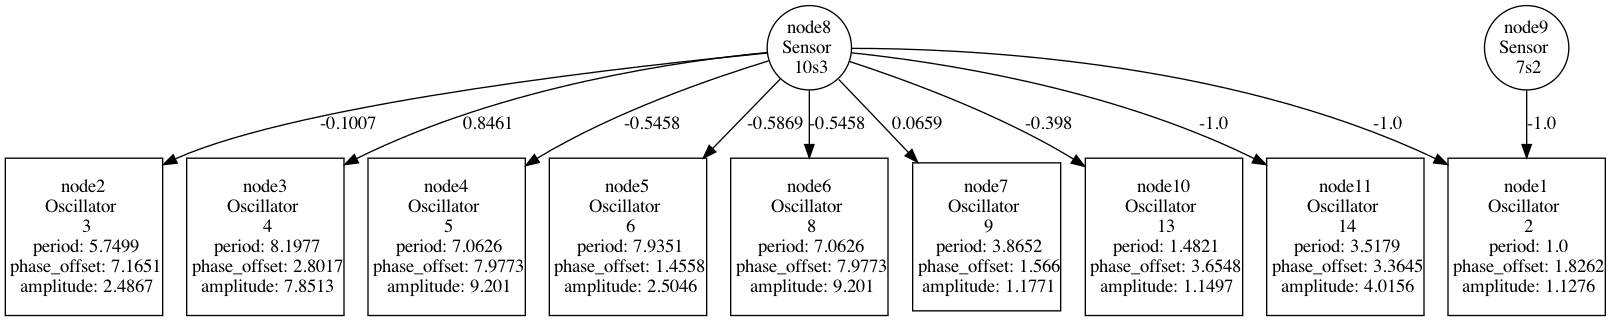 node8
Sensor
10s3
node9
Sensor
7s2
-0.1007
0.8461
-0.5458
-0.5869
-0.5458
0.0659
-0.398
-1.0
-1.0
-1.0
node2
Oscillator
3
period: 5.7499
phase_offset: 7.1651
amplitude: 2.4867
node3
Oscillator
4
period: 8.1977
phase_offset: 2.8017
amplitude: 7.8513
node4
Oscillator
5
period: 7.0626
phase_offset: 7.9773
amplitude: 9.201
node5
Oscillator
6
period: 7.9351
phase_offset: 1.4558
amplitude: 2.5046
node6
Oscillator
8
period: 7.0626
phase_offset: 7.9773
amplitude: 9.201
node7
Oscillator
9
period: 3.8652
phase_offset: 1.566
amplitude: 1.1771
node10
Oscillator
13
period: 1.4821
phase_offset: 3.6548
amplitude: 1.1497
node11
Oscillator
14
period: 3.5179
phase_offset: 3.3645
amplitude: 4.0156
node1
Oscillator
2
period: 1.0
phase_offset: 1.8262
amplitude: 1.1276